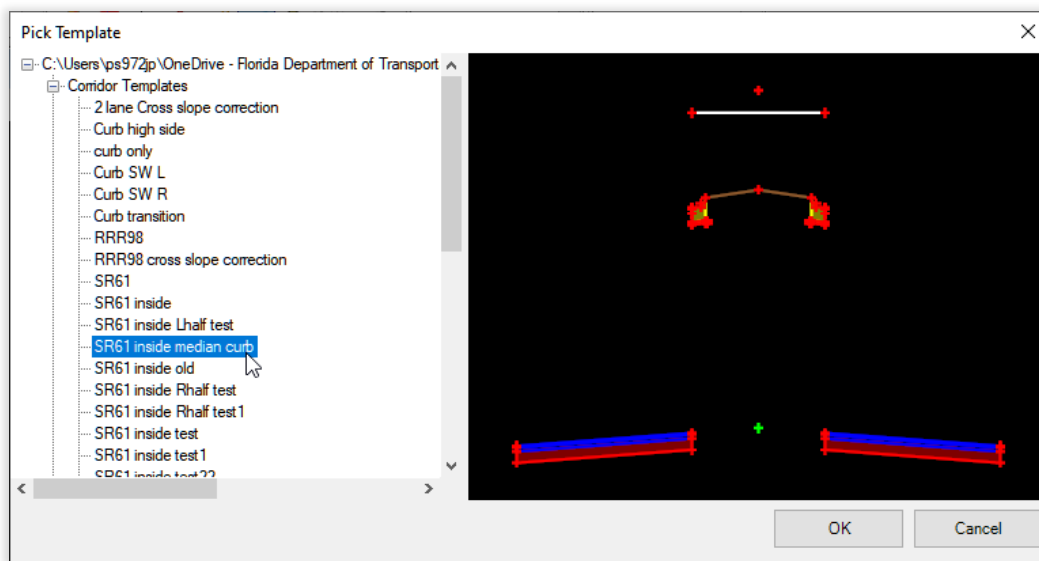 Pick Template
C:\Users\ps972jp\OneDrive - Florida Department of Transport
Corridor Templates
2 lane Cross slope correction
Curb high side
curb only
Curb SW L
Curb SW R
Curb transition
RRR98
RRR98 cross slope correction
SR61
SR61 inside
SR61 inside Lhalf test
SR61 inside median curb
SR61 inside old
SR61 inside Rhalf test
SR61 inside Rhalf test1
SR61 inside test
SR61 inside test1
SR61 inside test22
OK
Cancel